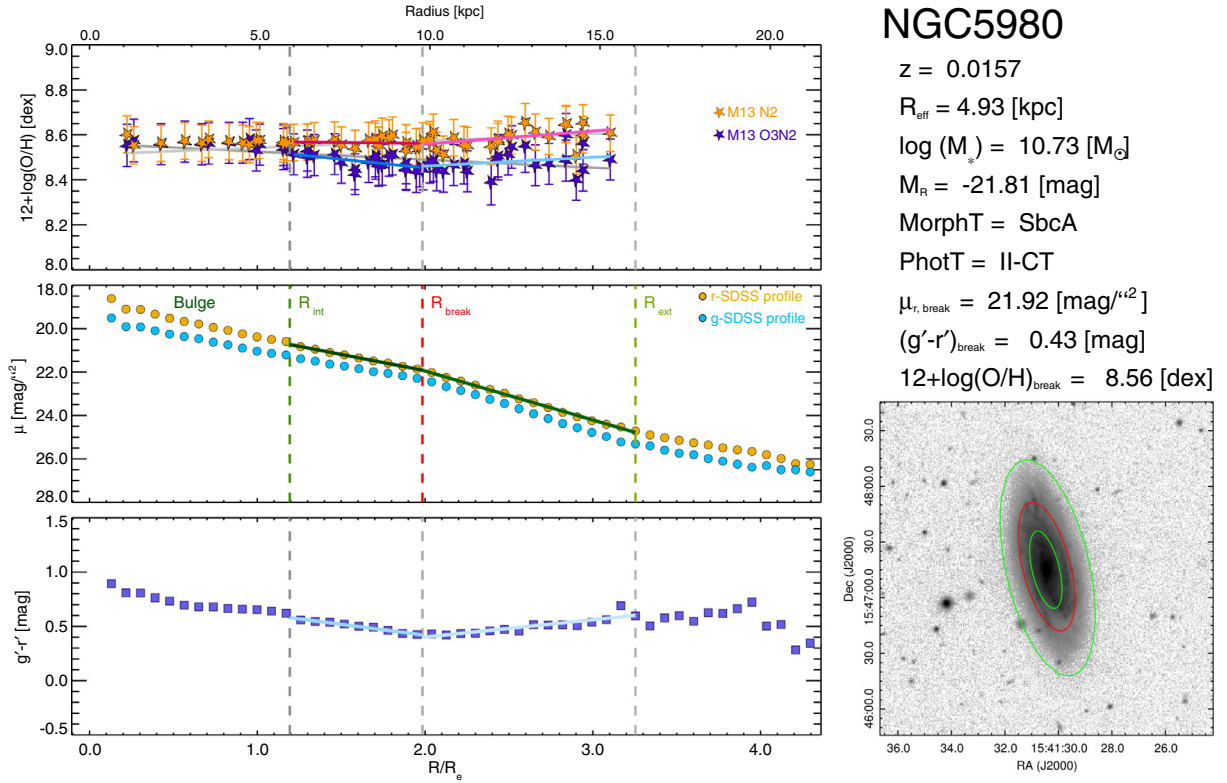 Radius [kpc]
0.0 5.0 10.0 15.0 20.0
9.0
8.8
8.6
8.4
8.2
8.0
12+log(O/H) [dex]
M13 N2
M13 O3N2
18.0
20.0
22.0
24.0
26.0
28.0
μ [mag/“2]
Bulge
R int
R break
R ext
r-SDSS profile
g-SDSS profile
1.5
1.0
0.5
0.0
-0.5
g′-r′ [mag]
0.0 1.0 2.0 3.0 4.0
R/Re
NGC5980
z = 0.0157
Reff = 4.93 [kpc]
log (M*) = 10.73 [M⊙]
MR = -21.81 [mag]
MorphT = SbcA
PhotT = II-CT
μr, break = 21.92 [mag/“2]
(g′-r′)break = 0.43 [mag]
12+log(O/H)break = 8.56 [dex]
30.0
48:00.0
30.0
15:47:00.0
30.0
46:00.0
Dec (J2000)
36.0 34.0 32.0 15:41:30.0 28.0 26.0
RA (J2000)